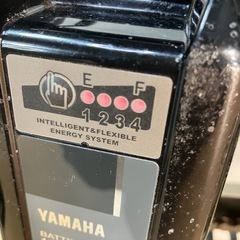 E F
1 2 3 4
INTELLIGENT&FLEXIBLE
ENERGY SYSTEM
YAMAHA